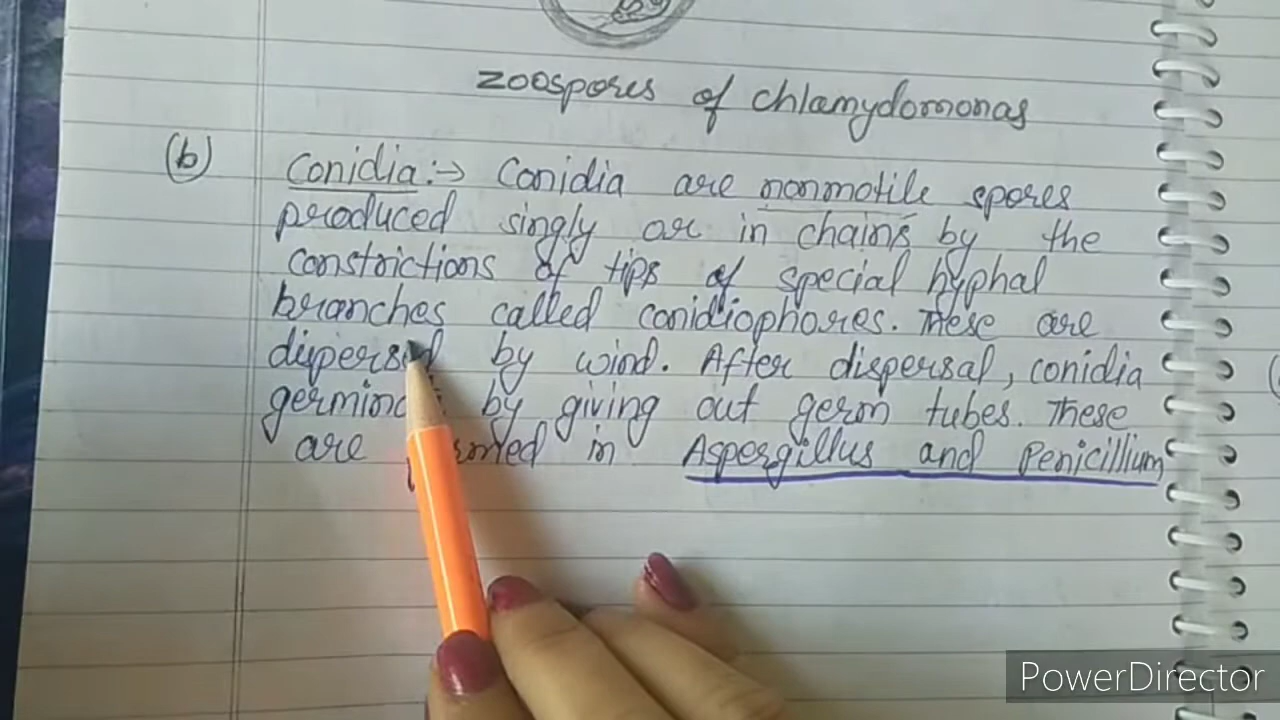 zoospores of chlamydomonas
(b) Conidia:→ Conidia are nonmotile spores
produced singly or in chains by the
constrictions of tips of special hyphal
branches called conidiophores. These are
dispersed by wind. After dispersal, conidia
by giving out germ tubes. These
are in Aspergillus and Penicillium
PowerDirector